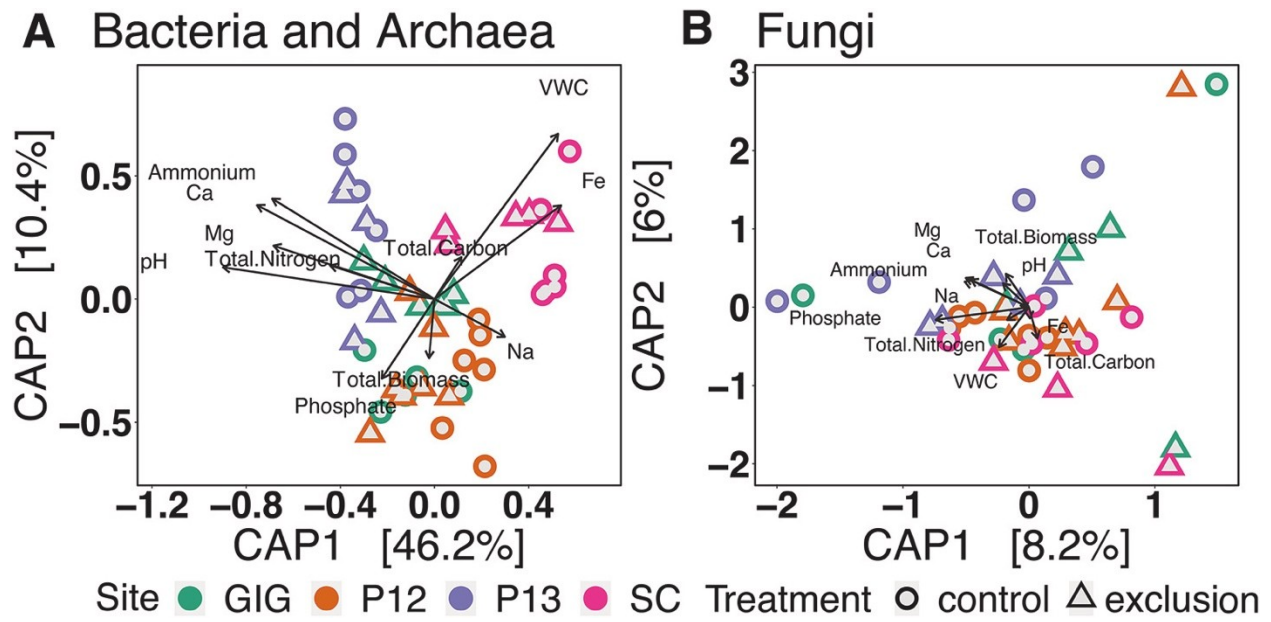 A Bacteria and Archaea
CAP2 [10.4%]
0.5
0.0
−0.5
VWC
Fe
Ammonium
Ca
Mg
Total.Nitrogen
pH
Total.Carbon
Na
Total.Biomass
Phosphate
−1.2 −0.8 −0.4 0.0 0.4
CAP1 [46.2%]
B Fungi
CAP2 [6%]
3
2
1
0
−1
−2
Mg
Ca
Total.Biomass
pH
Ammonium
Na
Phosphate
Fe
Total.Nitrogen
Total.Carbon
VWC
−2 −1 0 1
CAP1 [8.2%]
Site GIG P12 P13 SC Treatment control exclusion